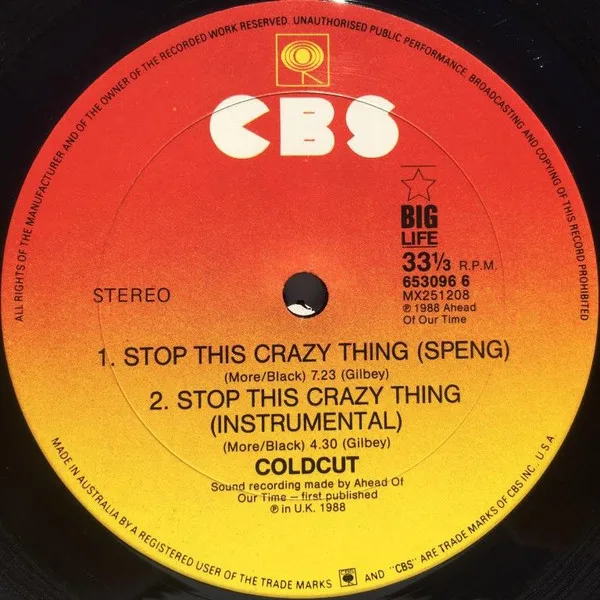 ALL RIGHTS OF THE MANUFACTURER AND OF THE OWNER OF THE RECORDED WORK RESERVED. UNAUTHORISED PUBLIC PERFORMANCE, BROADCASTING AND COPYING OF THIS RECORD PROHIBITED
CBS
BIG
LIFE
33⅓ R.P.M.
653096 6
MX251208
℗ 1988 Ahead
Of Our Time
STEREO
1. STOP THIS CRAZY THING (SPENG)
(More/Black) 7.23 (Gilbey)
2. STOP THIS CRAZY THING
(INSTRUMENTAL)
(More/Black) 4.30 (Gilbey)
COLDCUT
Sound recording made by Ahead Of
Our Time — first published
℗ in U.K. 1988
MADE IN AUSTRALIA BY A REGISTERED USER OF THE TRADE MARKS AND "CBS" ARE TRADE MARKS OF CBS INC. U.S.A